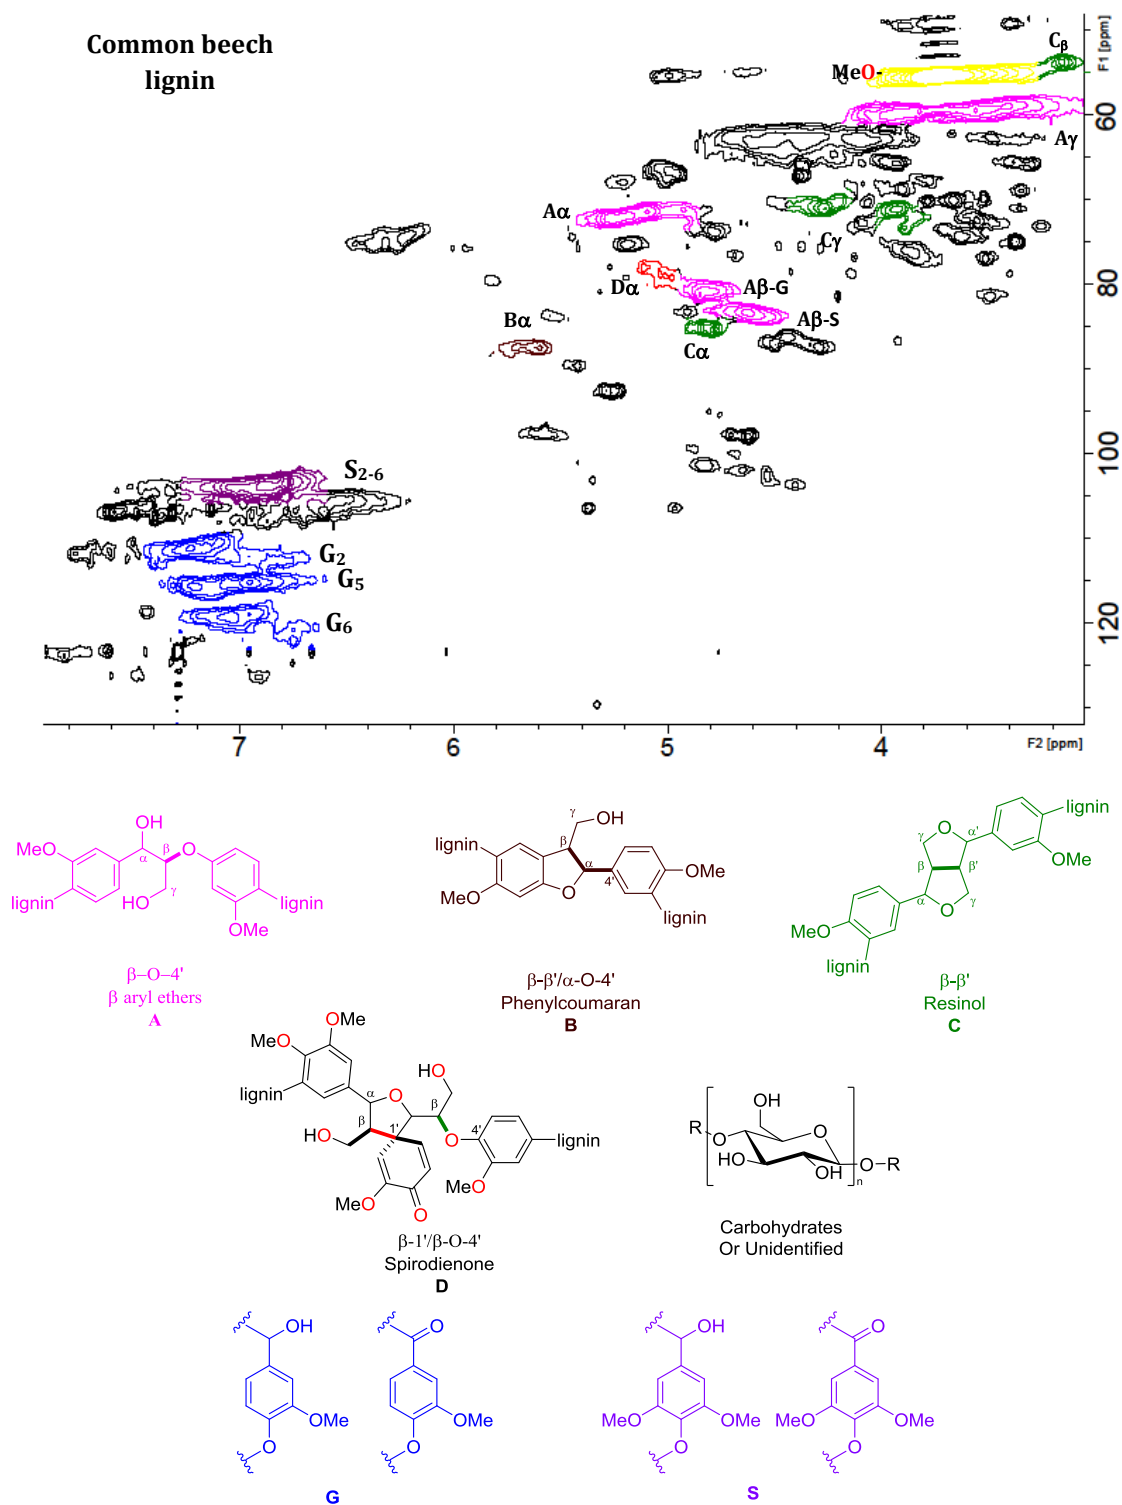 Common beech
lignin
Cβ
F1 [ppm]
MeO-
60
Aγ
Aα
Cγ
80
Dα
Aβ-G
Bα
Aβ-S
Cα
100
S2-6
G2
G5
G6
120
7
6
5
4
F2 [ppm]
OH
MeO
α
β
O
γ
HO
lignin
lignin
OMe
β–O–4'
β aryl ethers
A
γ
OH
lignin
β
α
4'
MeO
O
OMe
lignin
β-β'/α-O-4'
Phenylcoumaran
B
lignin
O
α'
γ
OMe
β
β'
α
O
γ
MeO
lignin
β-β'
Resinol
C
OMe
MeO
lignin
α
O
HO
β
β
HO
1'
O
4'
lignin
MeO
MeO
O
β-1'/β-O-4'
Spirodienone
D
OH
R
O
O
HO
OH
O–R
n
Carbohydrates
Or Unidentified
OH
O
OMe
OMe
O
O
G
OH
O
MeO
OMe
MeO
OMe
O
O
S